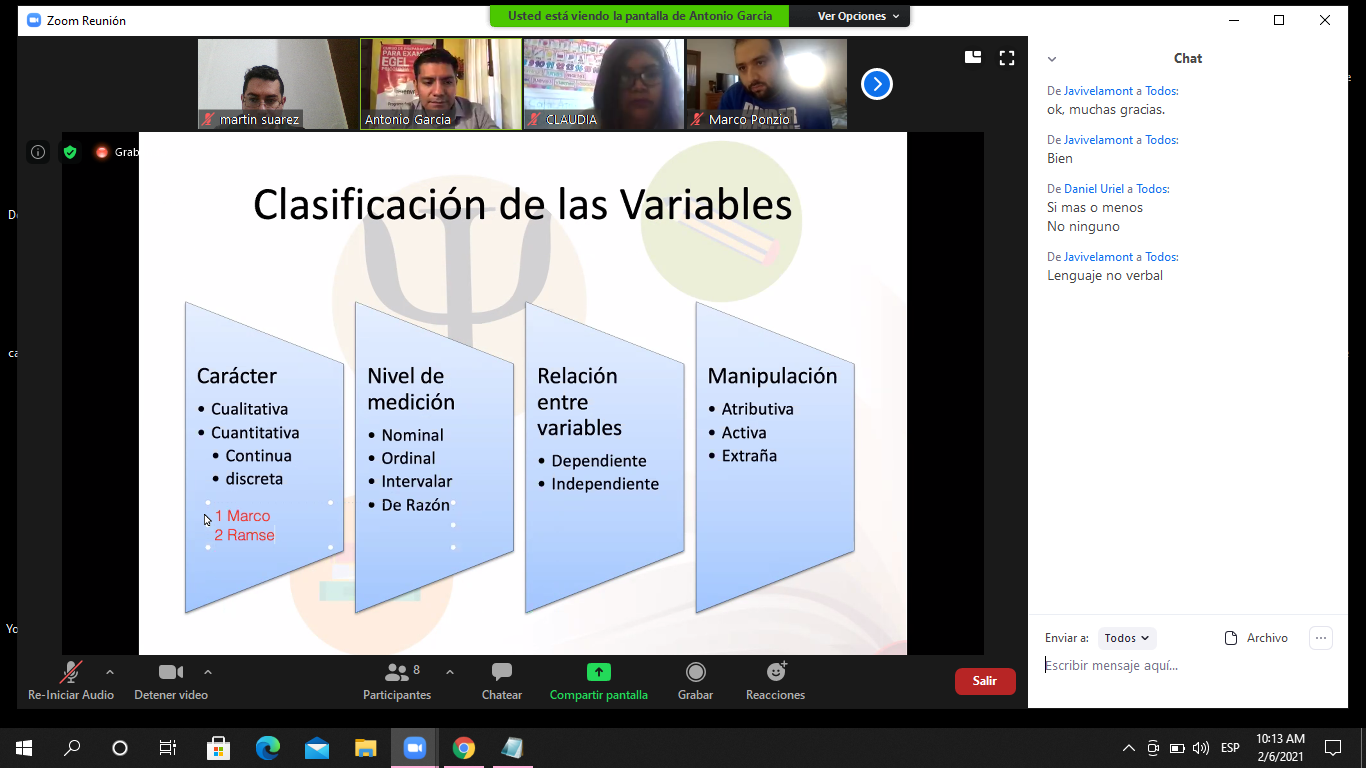 Zoom Reunión
Usted está viendo la pantalla de Antonio Garcia
Ver Opciones
martin suarez
Antonio Garcia
CLAUDIA
Marco Ponzio
PARA EXAM
EGEL
Grab
Clasificación de las Variables
Carácter
• Cualitativa
• Cuantitativa
• Continua
• discreta
1 Marco
2 Ramse
Nivel de
medición
• Nominal
• Ordinal
• Intervalar
• De Razón
Relación
entre
variables
• Dependiente
• Independiente
Manipulación
• Atributiva
• Activa
• Extraña
Chat
De Javivelamont a Todos:
ok, muchas gracias.
De Javivelamont a Todos:
Bien
De Daniel Uriel a Todos:
Si mas o menos
No ninguno
De Javivelamont a Todos:
Lenguaje no verbal
Enviar a: Todos
Archivo
Escribir mensaje aquí...
Re-Iniciar Audio
Detener video
Participantes
8
Chatear
Compartir pantalla
Grabar
Reacciones
Salir
ESP
10:13 AM
2/6/2021